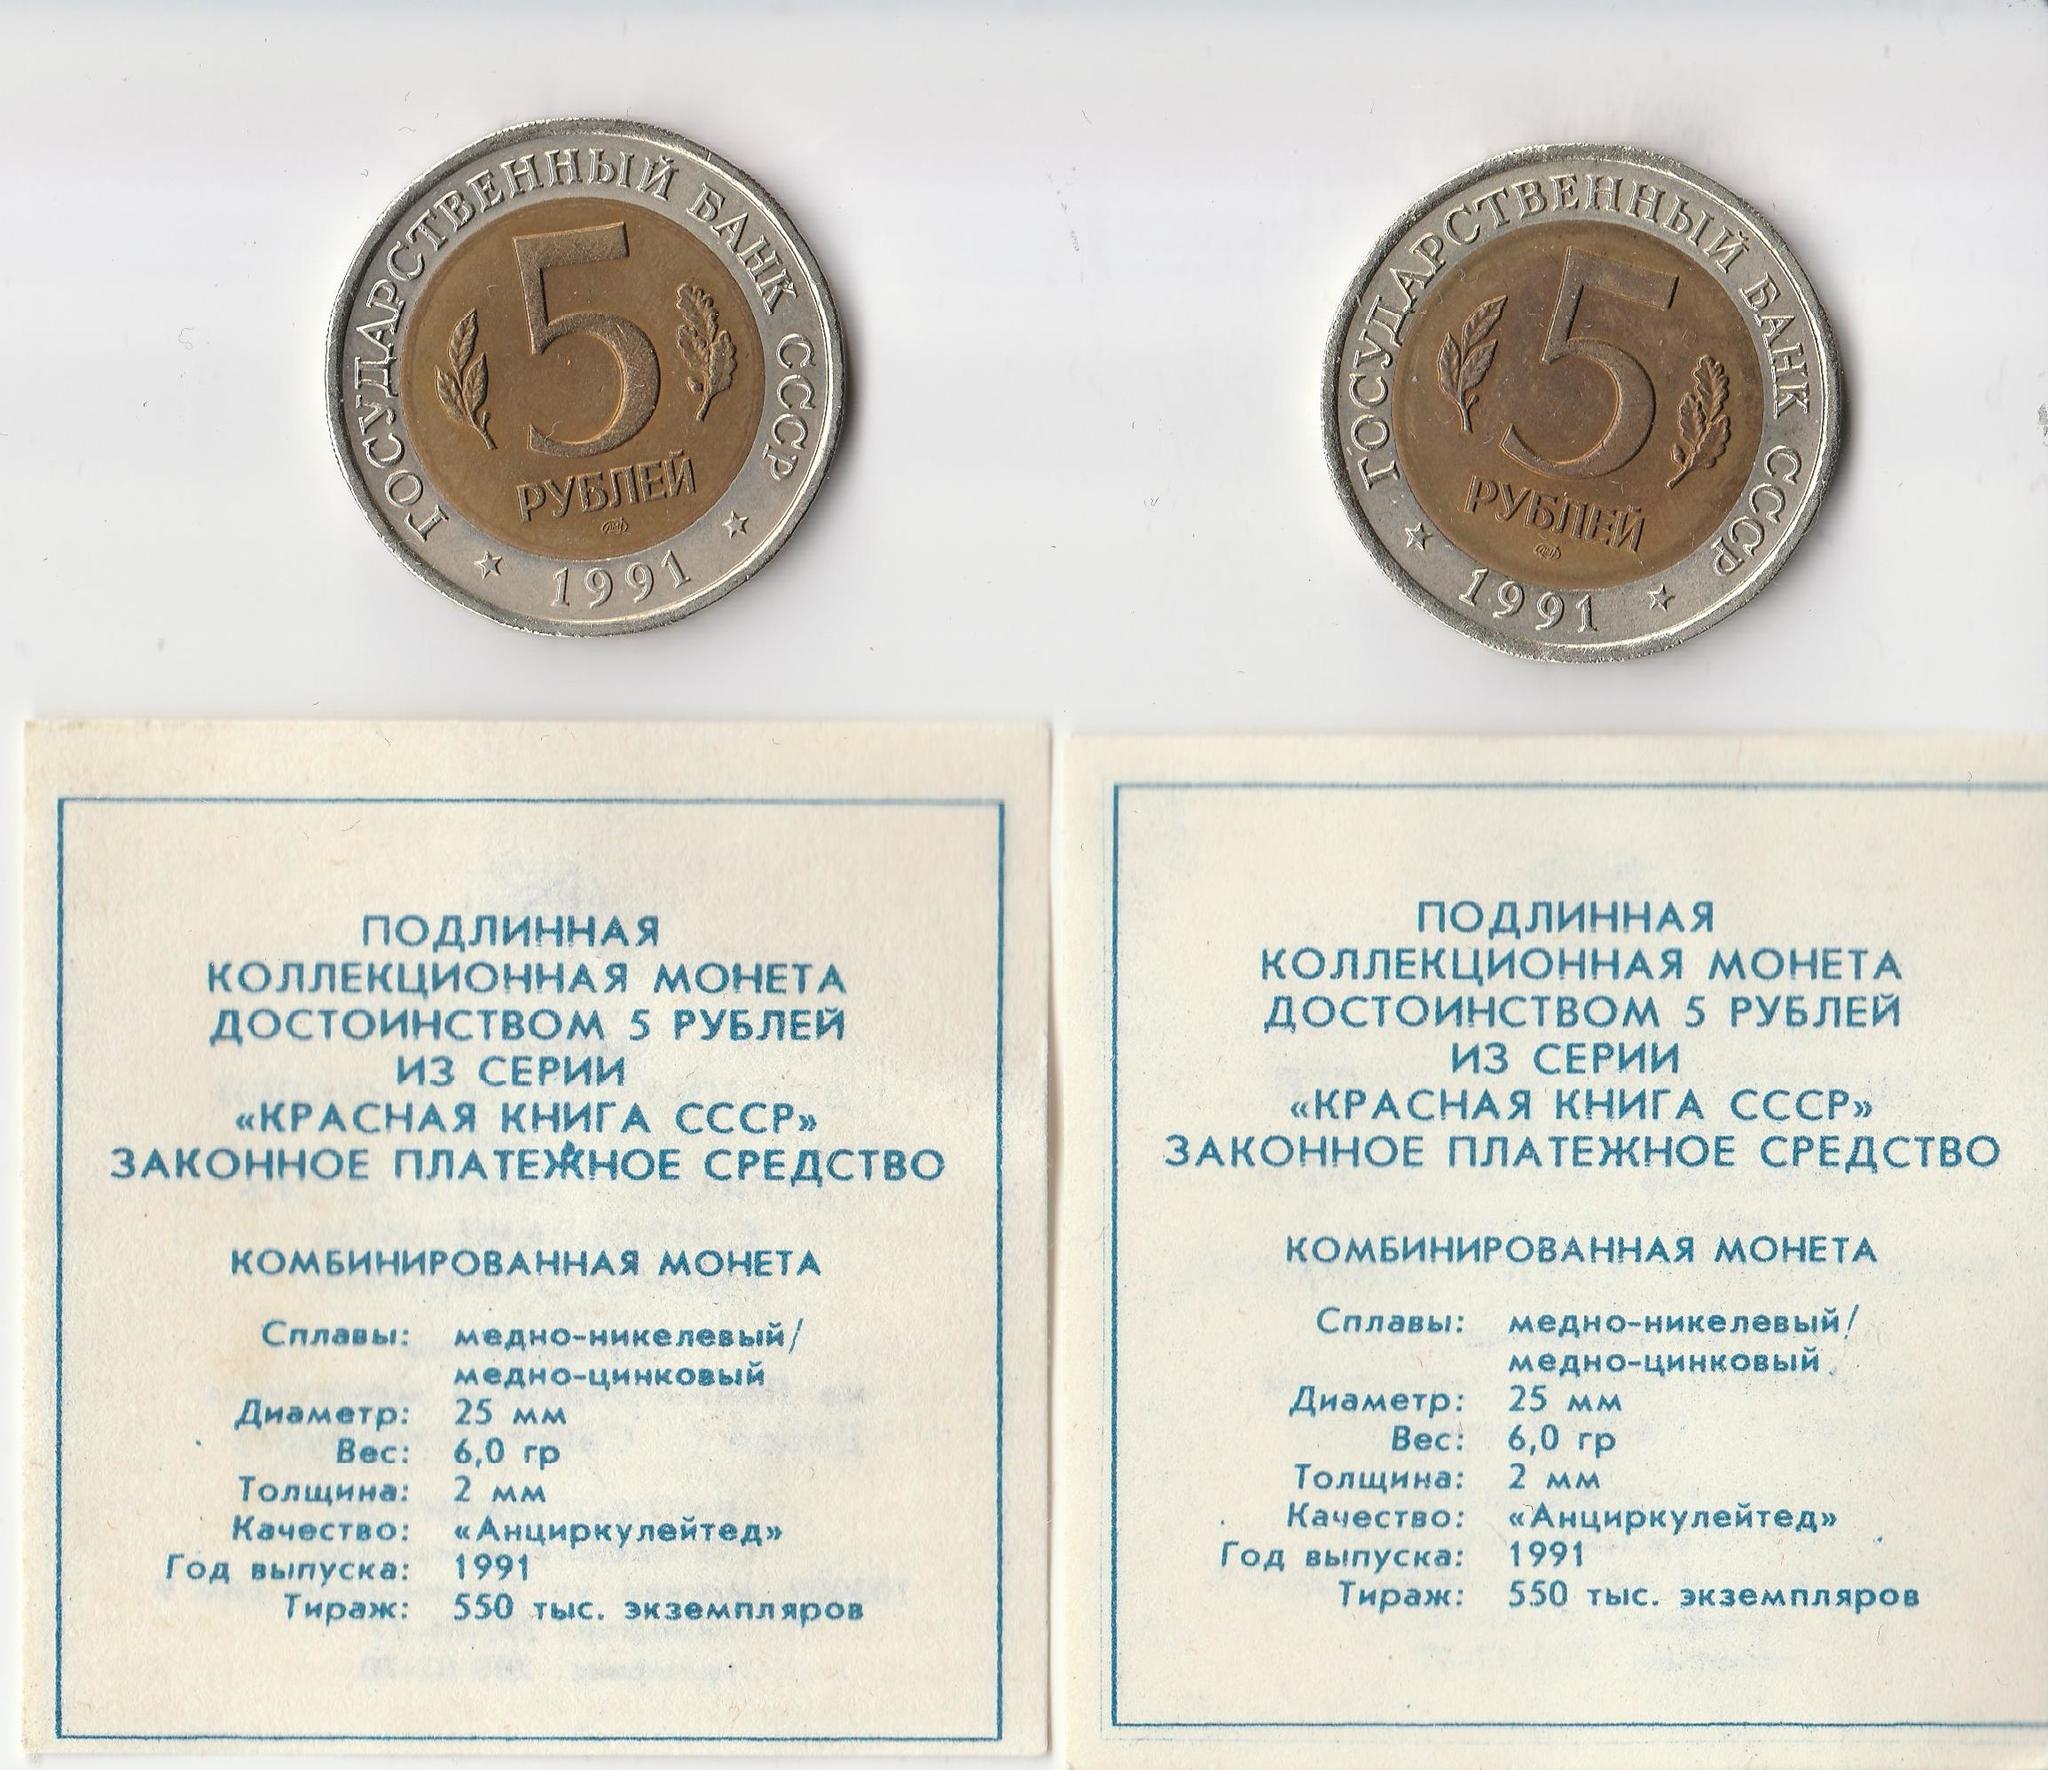 ГОСУДАРСТВЕННЫЙ БАНК СССР
5
РУБЛЕЙ
1991
ГОСУДАРСТВЕННЫЙ БАНК СССР
5
РУБЛЕЙ
1991
ПОДЛИННАЯ
КОЛЛЕКЦИОННАЯ МОНЕТА
ДОСТОИНСТВОМ 5 РУБЛЕЙ
ИЗ СЕРИИ
«КРАСНАЯ КНИГА СССР»
ЗАКОННОЕ ПЛАТЕЖНОЕ СРЕДСТВО
КОМБИНИРОВАННАЯ МОНЕТА
Сплавы: медно-никелевый/
медно-цинковый
Диаметр: 25 мм
Вес: 6,0 гр
Толщина: 2 мм
Качество: «Анциркулейтед»
Год выпуска: 1991
Тираж: 550 тыс. экземпляров
ПОДЛИННАЯ
КОЛЛЕКЦИОННАЯ МОНЕТА
ДОСТОИНСТВОМ 5 РУБЛЕЙ
ИЗ СЕРИИ
«КРАСНАЯ КНИГА СССР»
ЗАКОННОЕ ПЛАТЕЖНОЕ СРЕДСТВО
КОМБИНИРОВАННАЯ МОНЕТА
Сплавы: медно-никелевый/
медно-цинковый
Диаметр: 25 мм
Вес: 6,0 гр
Толщина: 2 мм
Качество: «Анциркулейтед»
Год выпуска: 1991
Тираж: 550 тыс. экземпляров